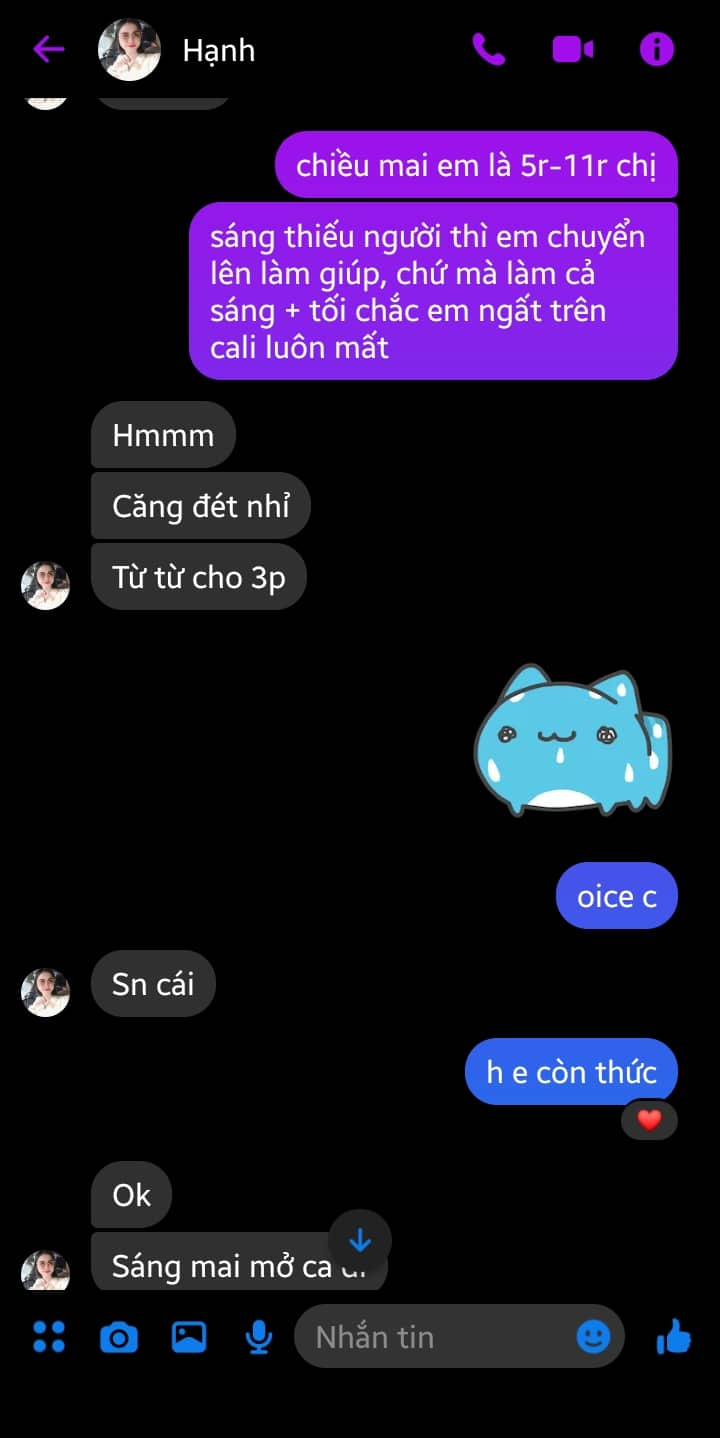 Hạnh
chiều mai em là 5r-11r chị
sáng thiếu người thì em chuyển
lên làm giúp, chứ mà làm cả
sáng + tối chắc em ngất trên
cali luôn mất
Hmmm
Căng đét nhỉ
Từ từ cho 3p
oice c
Sn cái
h e còn thức
Ok
Sáng mai mở ca
Nhắn tin